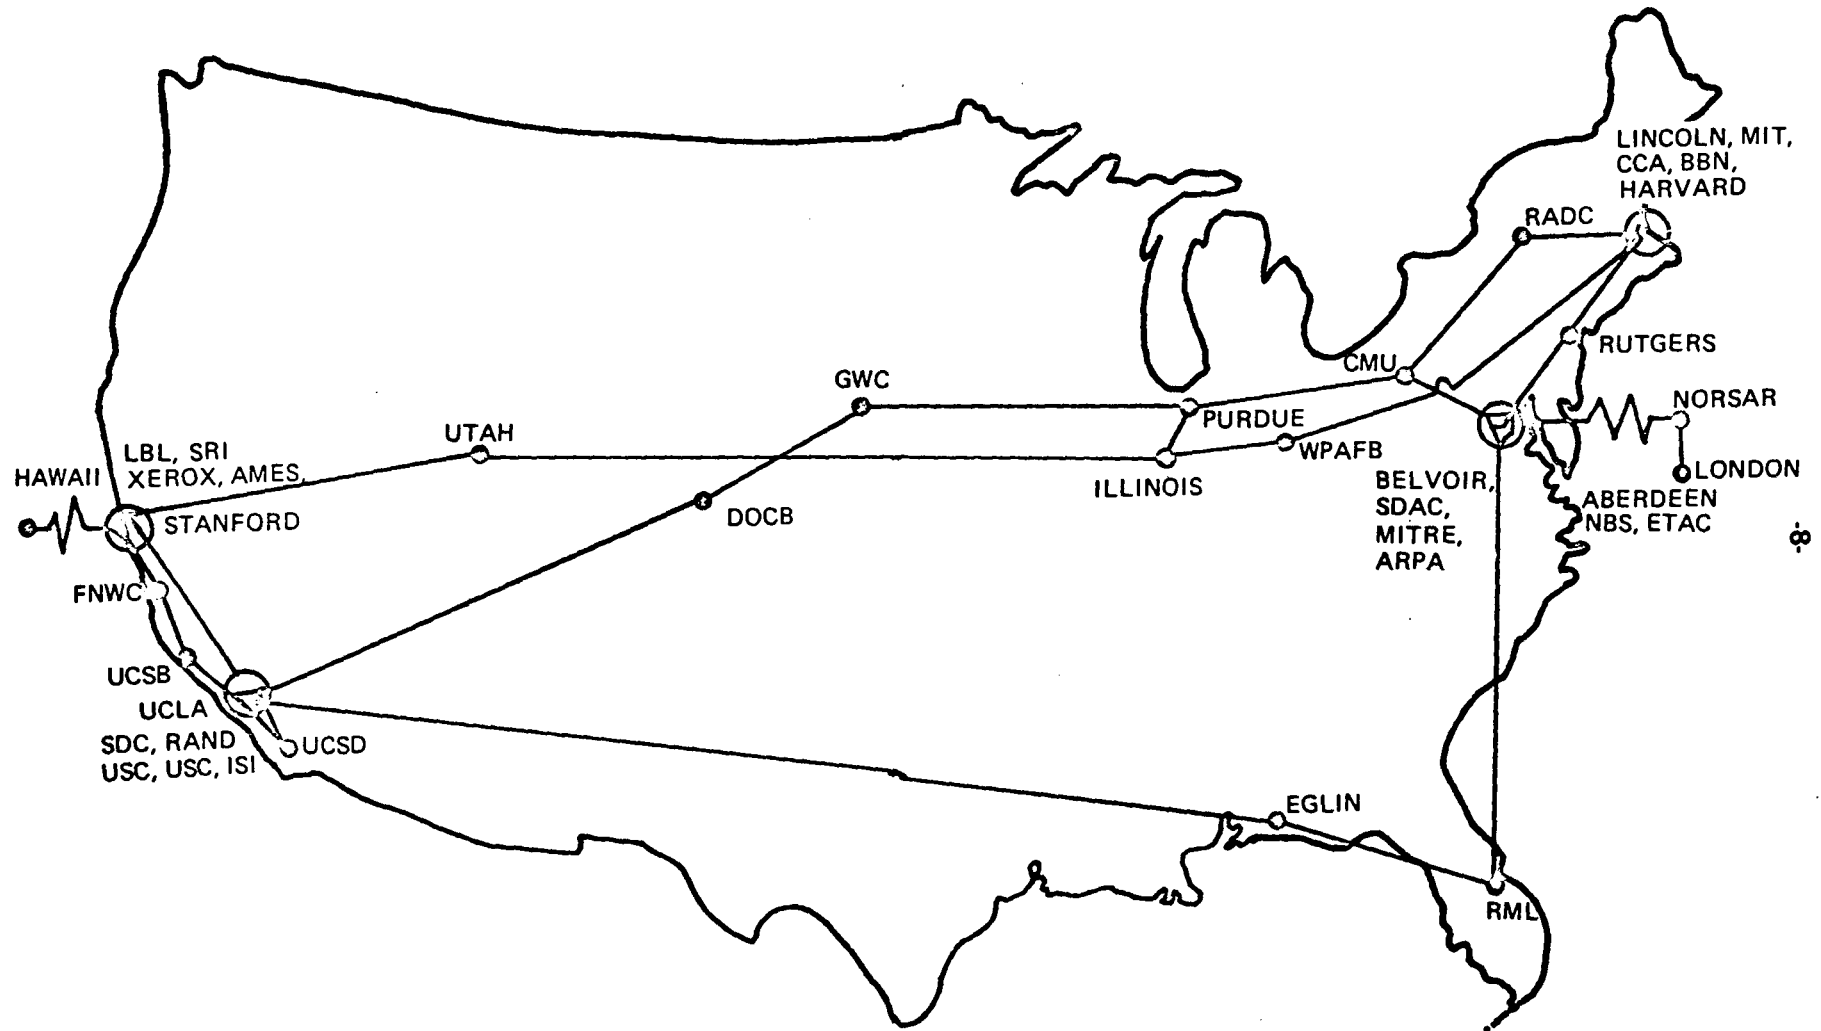 LINCOLN, MIT,
CCA, BBN,
HARVARD
RADC
RUTGERS
CMU
GWC
NORSAR
PURDUE
UTAH
WPAFB
LBL, SRI
XEROX, AMES,
HAWAII
STANFORD
LONDON
ILLINOIS
BELVOIR,
SDAC,
MITRE,
ARPA
ABERDEEN
NBS, ETAC
DOCB
-8-
FNWC
UCSB
UCLA
SDC, RAND
USC, USC, ISI
UCSD
EGLIN
RML